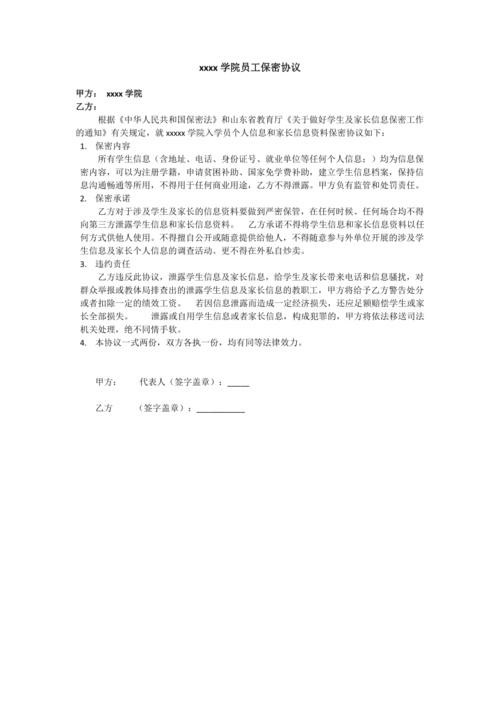 xxxx 学院员工保密协议
甲方： xxxx 学院
乙方：
根据《中华人民共和国保密法》和山东省教育厅《关于做好学生及家长信息保密工作
的通知》有关规定，就 xxxxx 学院入学员个人信息和家长信息资料保密协议如下：
1. 保密内容
所有学生信息（含地址、电话、身份证号、就业单位等任何个人信息：）均为信息保
密内容，可以为注册学籍，申请贫困补助、国家免学费补助，建立学生信息档案，保持信
息沟通畅通等所用，不得用于任何商业用途，乙方不得泄露。甲方负有监管和处罚责任。
2. 保密承诺
乙方对于涉及学生及家长的信息资料要做到严密保管，在任何时候、任何场合均不得
向第三方泄露学生信息和家长信息资料。 乙方承诺不得将学生信息和家长信息资料以任
何方式供他人使用。不得擅自公开或随意提供给他人，不得随意参与外单位开展的涉及学
生信息及家长个人信息的调查活动、更不得在外私自炒卖。
3. 违约责任
乙方违反此协议，泄露学生信息及家长信息，给学生及家长带来电话和信息骚扰，对
群众举报或教体局排查出的泄露学生信息及家长信息的教职工，甲方将给予乙方警告处分
或者扣除一定的绩效工资。 若因信息泄露而造成一定经济损失，还应足额赔偿学生或家
长全部损失。 泄露或自用学生信息或者家长信息，构成犯罪的，甲方将依法移送司法
机关处理，绝不同情手软。
4. 本协议一式两份，双方各执一份，均有同等法律效力。
甲方： 代表人（签字盖章）：_____
乙方 （签字盖章）：__________